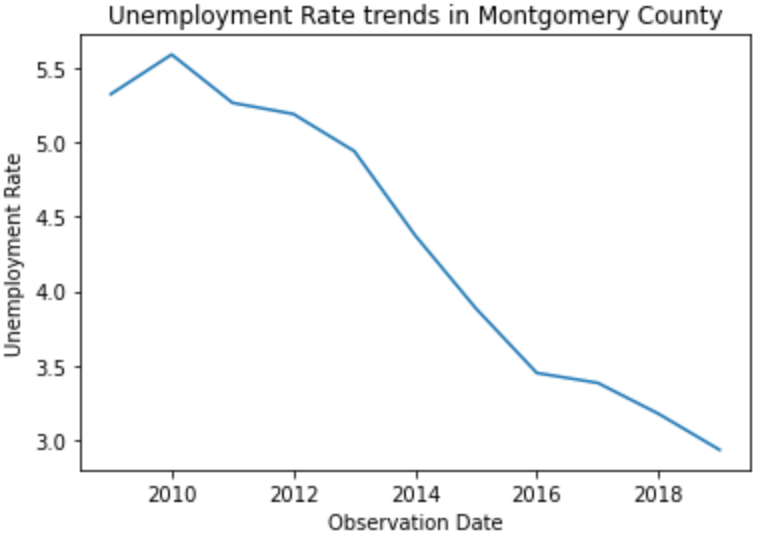 Unemployment Rate trends in Montgomery County
Unemployment Rate
5.5
5.0
4.5
4.0
3.5
3.0
2010 2012 2014 2016 2018
Observation Date